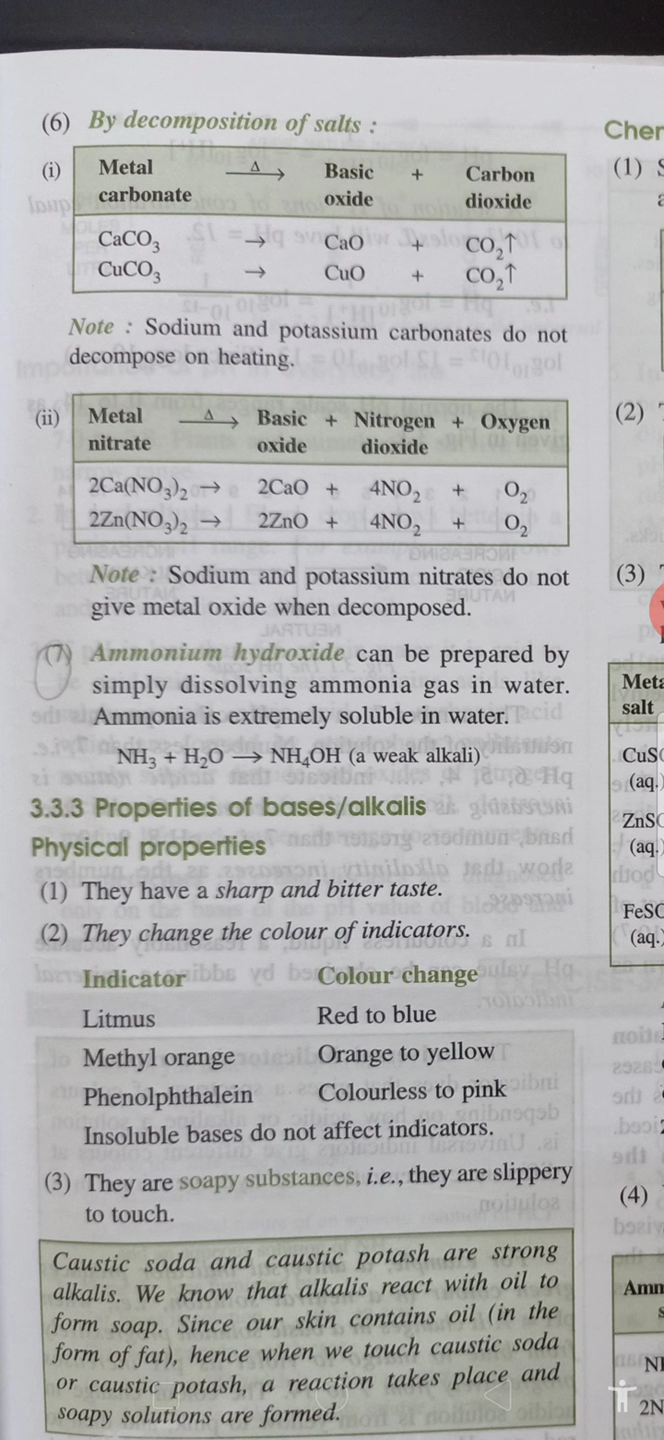 (6) By decomposition of salts :
(i) Metal carbonate —Δ→ Basic oxide + Carbon dioxide
CaCO₃ → CaO + CO₂↑
CuCO₃ → CuO + CO₂↑
Note : Sodium and potassium carbonates do not
decompose on heating.
(ii) Metal nitrate —Δ→ Basic oxide + Nitrogen dioxide + Oxygen
2Ca(NO₃)₂ → 2CaO + 4NO₂ + O₂
2Zn(NO₃)₂ → 2ZnO + 4NO₂ + O₂
Note : Sodium and potassium nitrates do not
give metal oxide when decomposed.
(7) Ammonium hydroxide can be prepared by
simply dissolving ammonia gas in water.
Ammonia is extremely soluble in water.
NH₃ + H₂O → NH₄OH (a weak alkali)
3.3.3 Properties of bases/alkalis
Physical properties
(1) They have a sharp and bitter taste.
(2) They change the colour of indicators.
Indicator Colour change
Litmus Red to blue
Methyl orange Orange to yellow
Phenolphthalein Colourless to pink
Insoluble bases do not affect indicators.
(3) They are soapy substances, i.e., they are slippery
to touch.
Caustic soda and caustic potash are strong
alkalis. We know that alkalis react with oil to
form soap. Since our skin contains oil (in the
form of fat), hence when we touch caustic soda
or caustic potash, a reaction takes place and
soapy solutions are formed.
(1)
(2)
(3)
salt
(aq.)
(aq.)
(aq.)
(4)